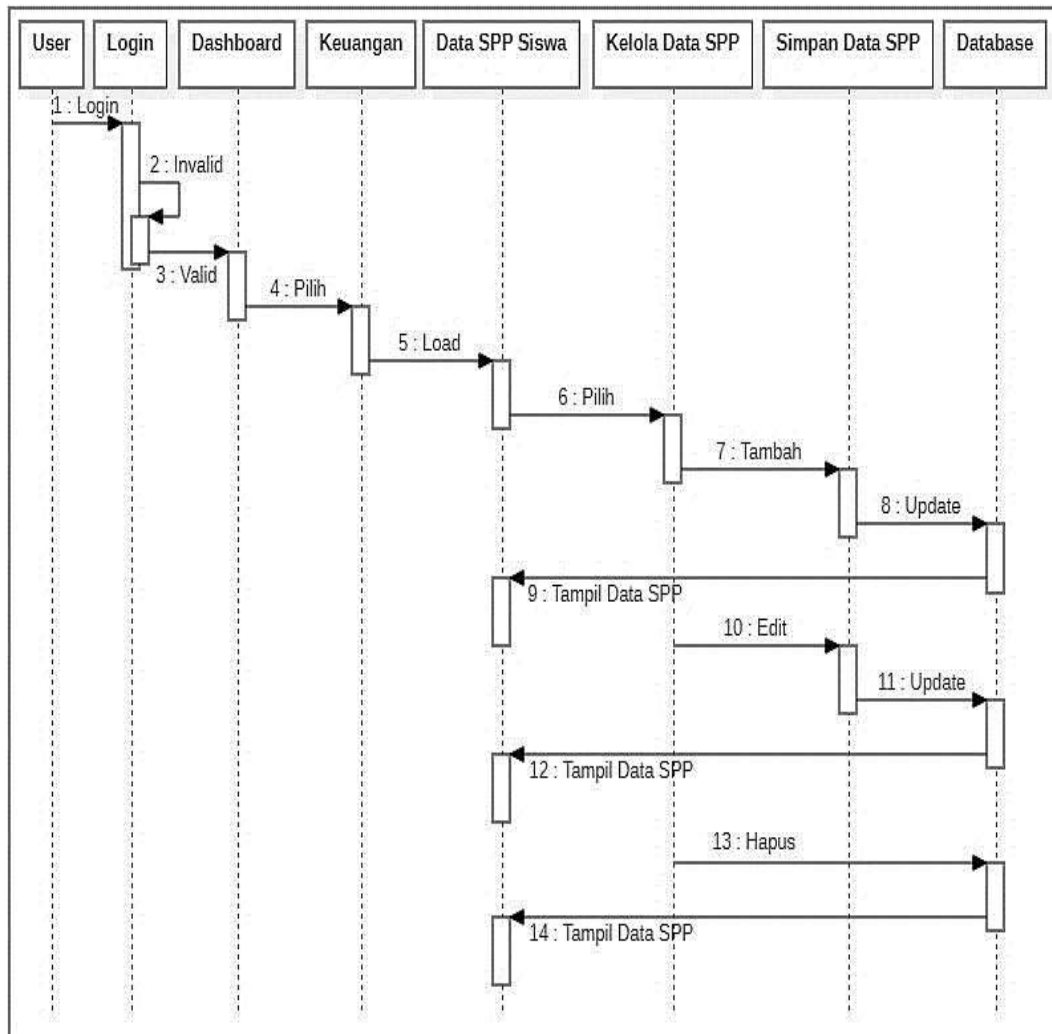 User
Login
Dashboard
Keuangan
Data SPP Siswa
Kelola Data SPP
Simpan Data SPP
Database
1 : Login
2 : Invalid
3 : Valid
4 : Pilih
5 : Load
6 : Pilih
7 : Tambah
8 : Update
9 : Tampil Data SPP
10 : Edit
11 : Update
12 : Tampil Data SPP
13 : Hapus
14 : Tampil Data SPP